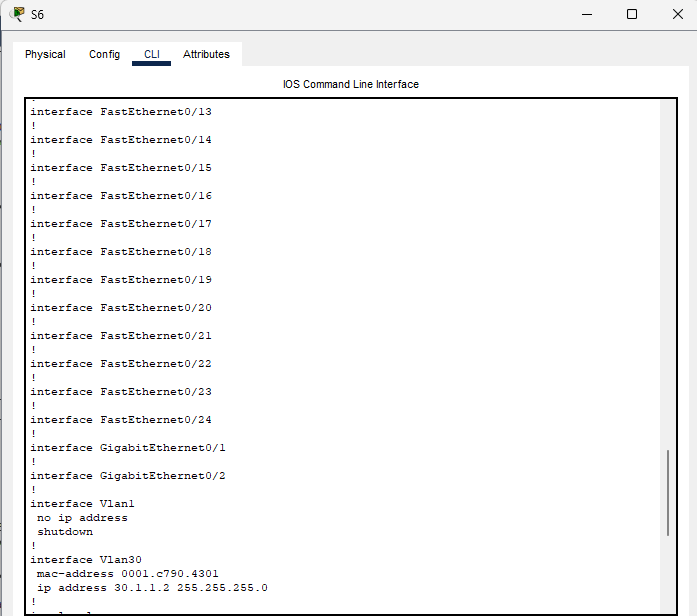 S6
Physical Config CLI Attributes
IOS Command Line Interface
!
interface FastEthernet0/13
!
interface FastEthernet0/14
!
interface FastEthernet0/15
!
interface FastEthernet0/16
!
interface FastEthernet0/17
!
interface FastEthernet0/18
!
interface FastEthernet0/19
!
interface FastEthernet0/20
!
interface FastEthernet0/21
!
interface FastEthernet0/22
!
interface FastEthernet0/23
!
interface FastEthernet0/24
!
interface GigabitEthernet0/1
!
interface GigabitEthernet0/2
!
interface Vlan1
no ip address
shutdown
!
interface Vlan30
mac-address 0001.c790.4301
ip address 30.1.1.2 255.255.255.0
!